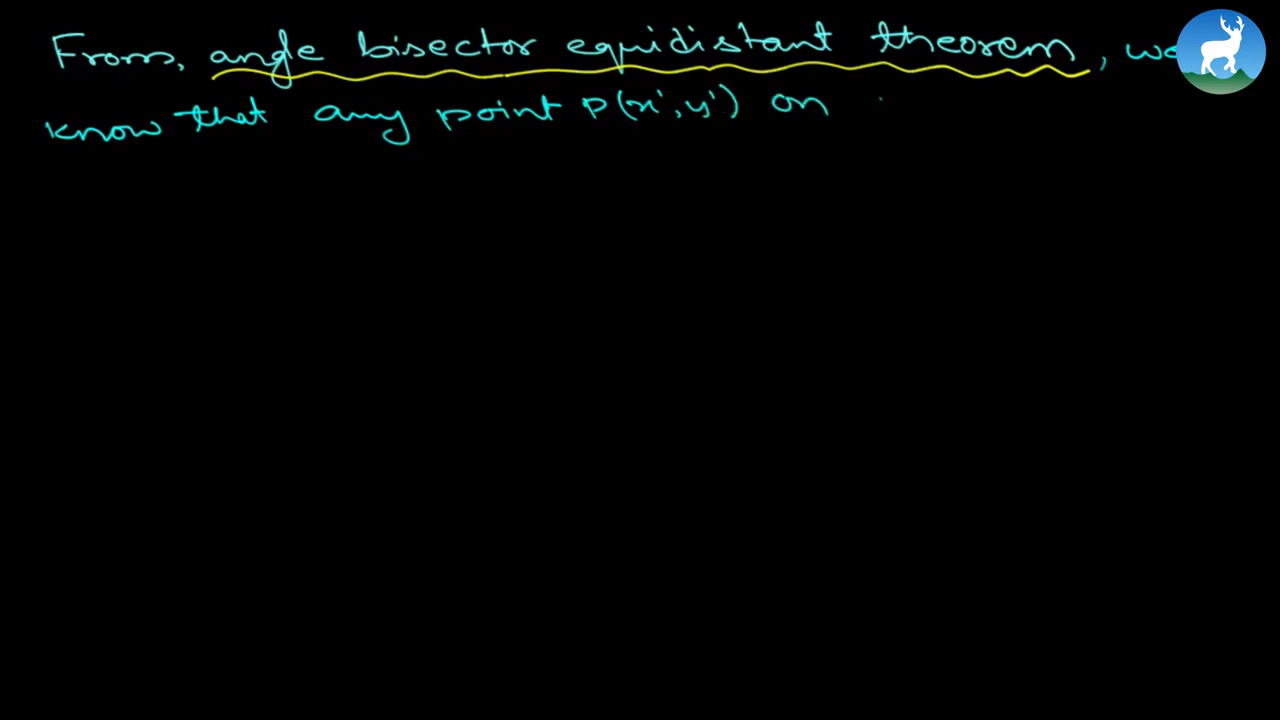 From, angle bisector equidistant theorem, we
know that any point P(x', y') on